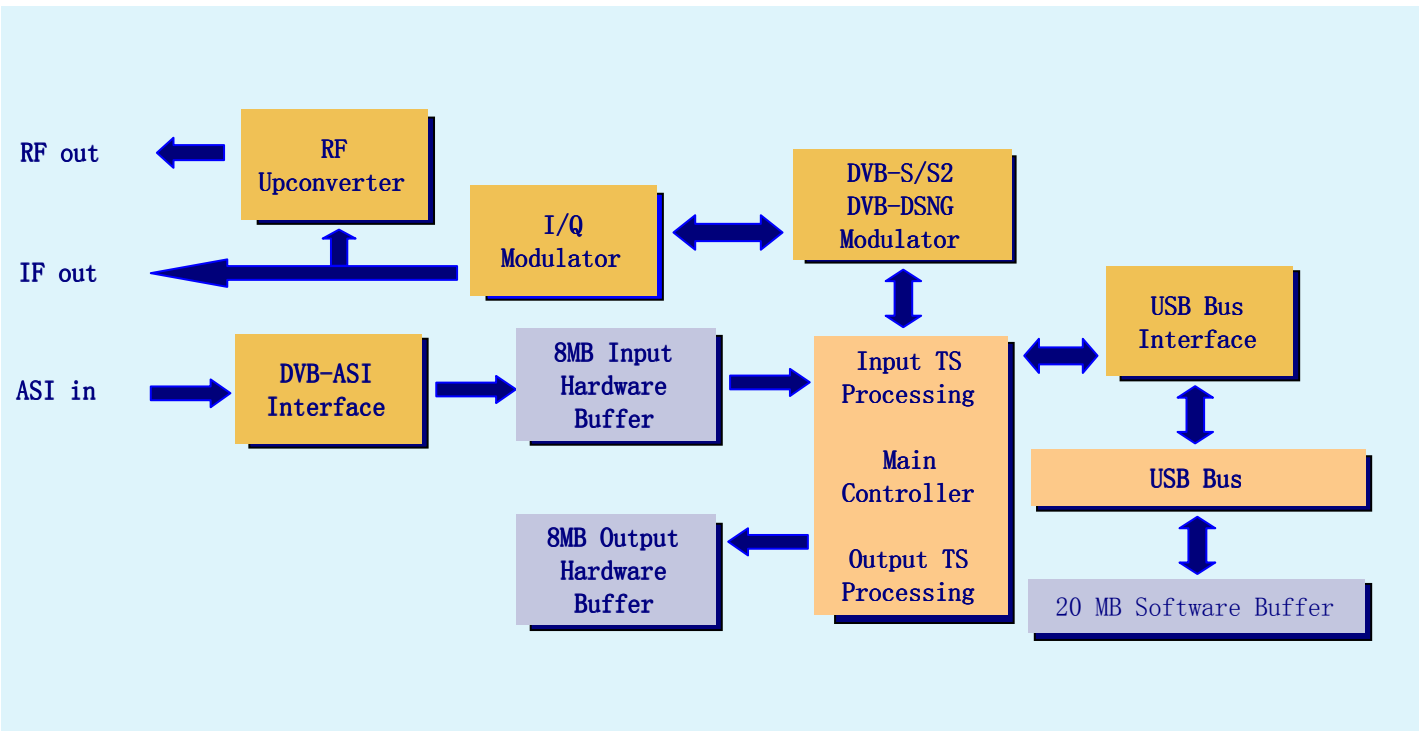 RF out
RF
Upconverter
IF out
I/Q
Modulator
DVB-S/S2
DVB-DSNG
Modulator
ASI in
DVB-ASI
Interface
8MB Input
Hardware
Buffer
Input TS
Processing
Main
Controller
Output TS
Processing
8MB Output
Hardware
Buffer
USB Bus
Interface
USB Bus
20 MB Software Buffer